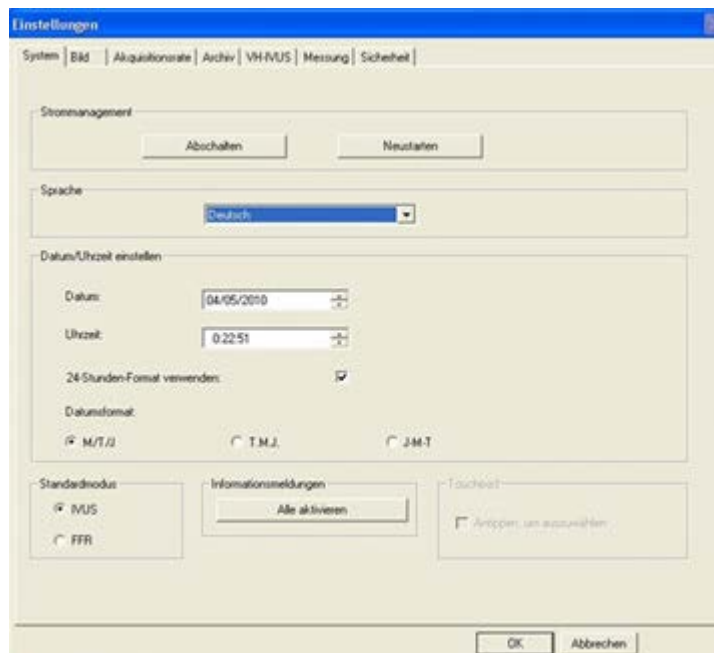 Einstellungen
System Bild Akquisitionsrate Archiv VH-IVUS Messung Sicherheit
Strommanagement
Abschalten Neustarten
Sprache
Deutsch
Datum/Uhrzeit einstellen
Datum: 04/05/2010
Uhrzeit: 0:22:51
24-Stunden-Format verwenden:
Datumsformat:
M/T/J T.M.J. J-M-T
Standardmodus Informationsmeldungen Touchpad
IVUS Alle aktivieren Antippen, um auszuwählen
FFR
OK Abbrechen